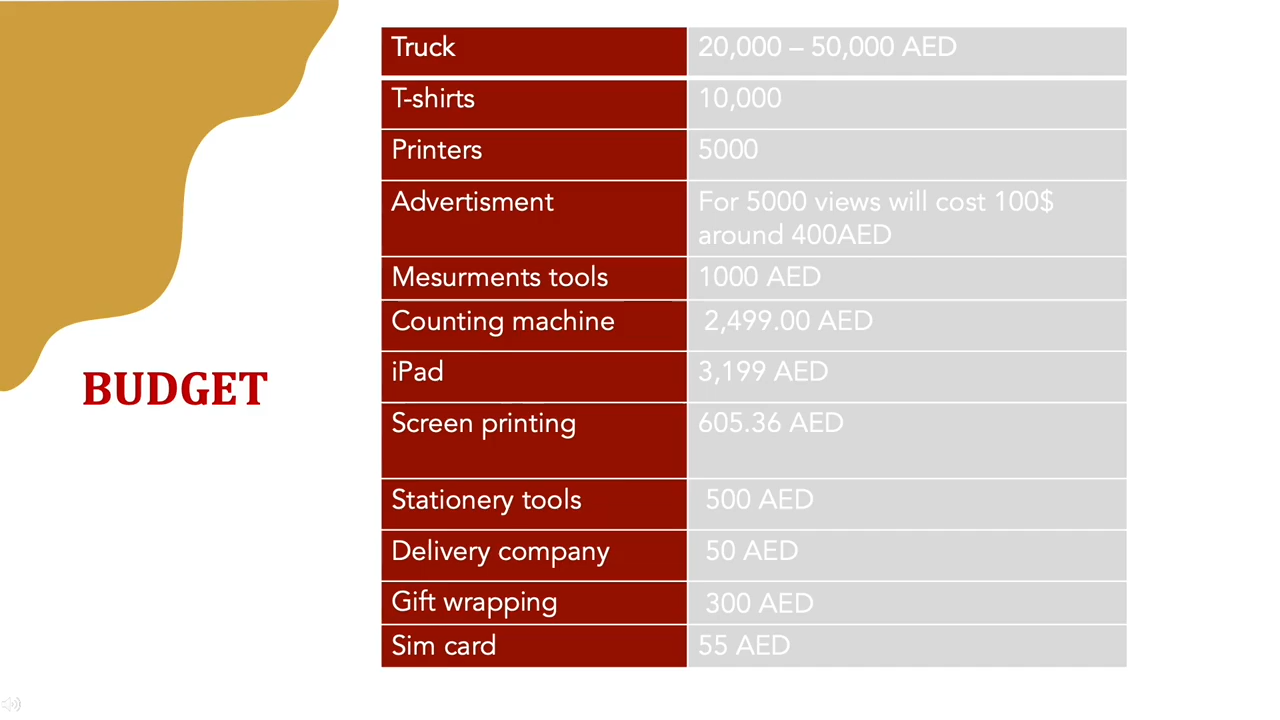 BUDGET
Truck 20,000 – 50,000 AED
T-shirts 10,000
Printers 5000
Advertisment For 5000 views will cost 100$
around 400AED
Mesurments tools 1000 AED
Counting machine 2,499.00 AED
iPad 3,199 AED
Screen printing 605.36 AED
Stationery tools 500 AED
Delivery company 50 AED
Gift wrapping 300 AED
Sim card 55 AED